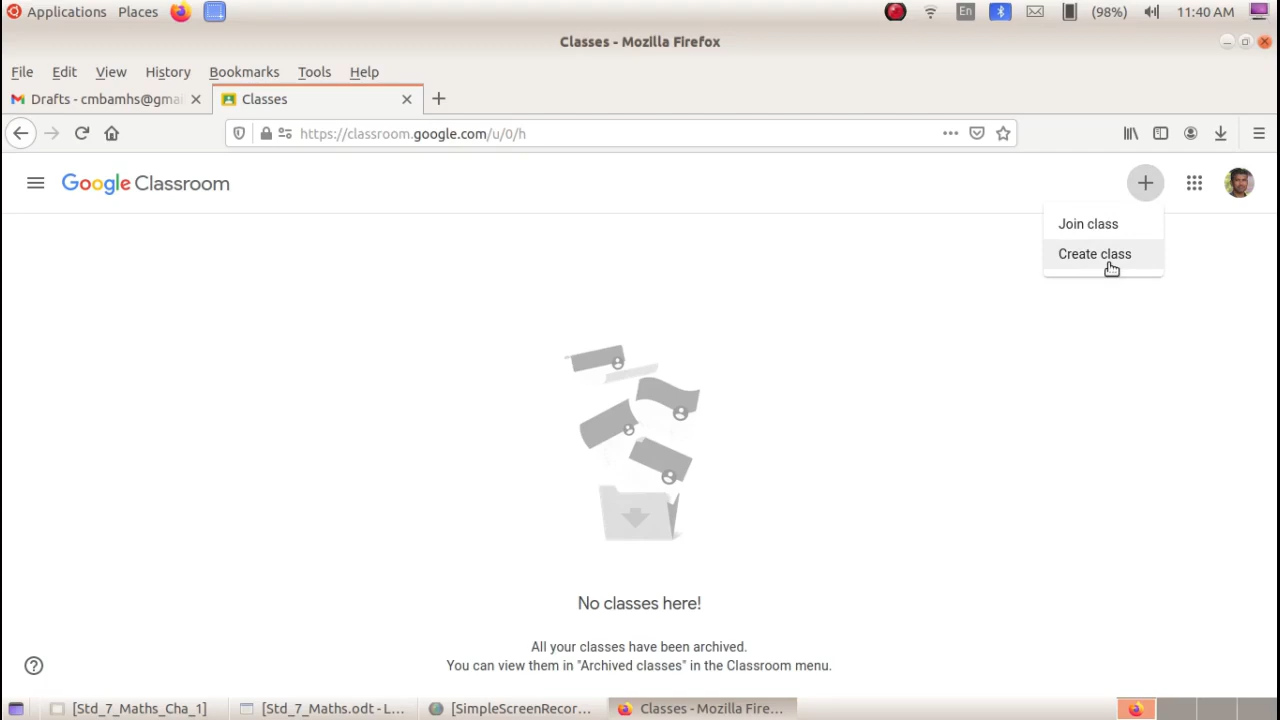 Applications Places En (98%) 11:40 AM
Classes - Mozilla Firefox
File Edit View History Bookmarks Tools Help
Drafts - cmbamhs@gmai Classes
https://classroom.google.com/u/0/h
Google Classroom
Join class
Create class
No classes here!
All your classes have been archived.
You can view them in "Archived classes" in the Classroom menu.
[Std_7_Maths_Cha_1] [Std_7_Maths.odt - L... [SimpleScreenRecor... Classes - Mozilla Fire...